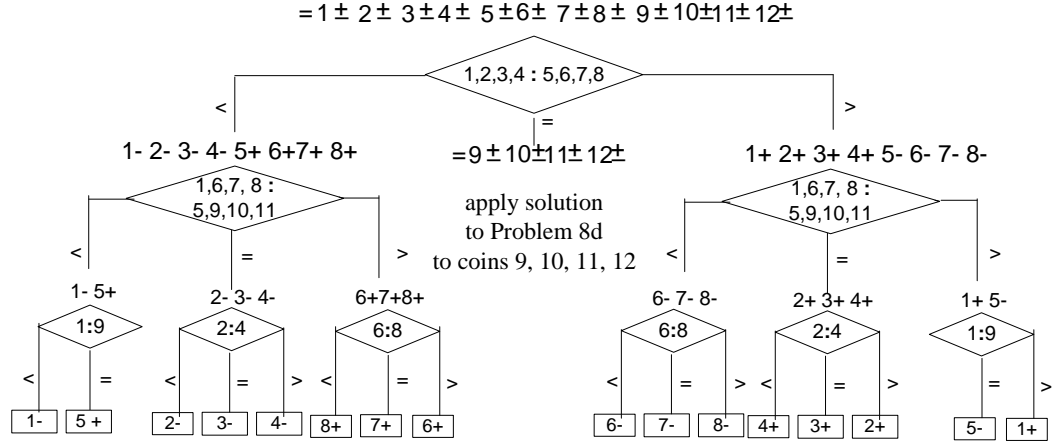 = 1 ± 2 ± 3 ± 4 ± 5 ± 6 ± 7 ± 8 ± 9 ± 10 ± 11 ± 12 ±
1,2,3,4 : 5,6,7,8
< = >
1- 2- 3- 4- 5+ 6+7+ 8+
= 9 ± 10 ± 11 ± 12 ±
1+ 2+ 3+ 4+ 5- 6- 7- 8-
1,6,7, 8 :
5,9,10,11
apply solution
to Problem 8d
to coins 9, 10, 11, 12
1,6,7, 8 :
5,9,10,11
< = > < = >
1- 5+ 2- 3- 4- 6+7+8+ 6- 7- 8- 2+ 3+ 4+ 1+ 5-
1:9 2:4 6:8 6:8 2:4 1:9
< = < = > < = > < = > < = > = >
1- 5 + 2- 3- 4- 8+ 7+ 6+ 6- 7- 8- 4+ 3+ 2+ 5- 1+